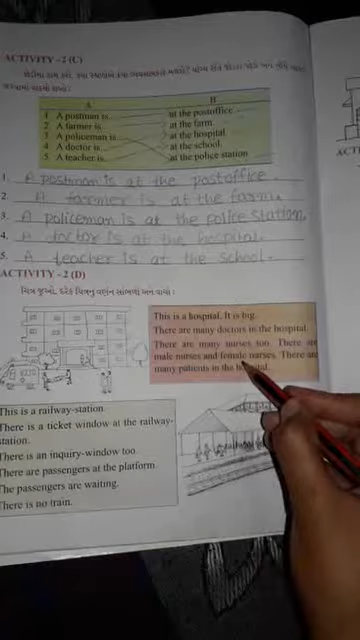 ACTIVITY - 2 (C)
A B
1 A postman is at the postoffice
2 A farmer is at the farm
3 A policeman is at the hospital
4 A doctor is at the school
5 A teacher is at the police station
1. A postman is at the postoffice.
2. A farmer is at the farm.
3. A policeman is at the police station.
4. A doctor is at the hospital.
5. A teacher is at the school.
ACTIVITY - 2 (D)
This is a hospital. It is big.
There are many doctors in the hospital.
There are many nurses too. There are
male nurses and female nurses. There are
many patients in the hospital.
This is a railway-station.
There is a ticket window at the railway-
station.
There is an inquiry-window too.
There are passengers at the platform.
The passengers are waiting.
There is no train.